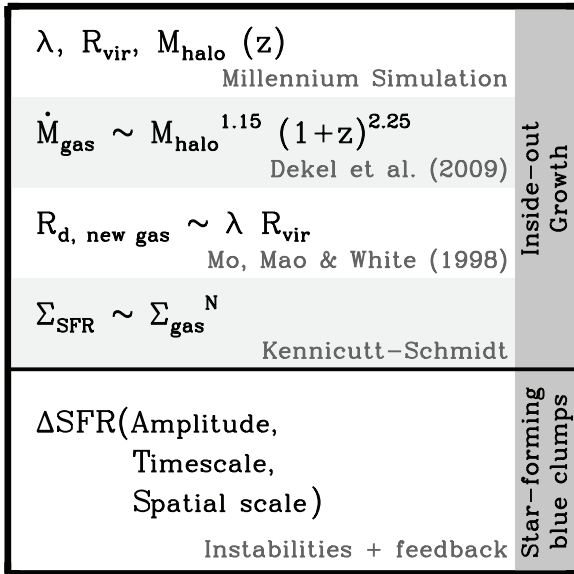 λ, R_vir, M_halo (z)
Millennium Simulation
Ṁ_gas ~ M_halo^1.15 (1+z)^2.25
Dekel et al. (2009)
R_d, new gas ~ λ R_vir
Mo, Mao & White (1998)
Σ_SFR ~ Σ_gas^N
Kennicutt-Schmidt
Inside-out
Growth
ΔSFR(Amplitude,
Timescale,
Spatial scale)
Instabilities + feedback
Star-forming
blue clumps